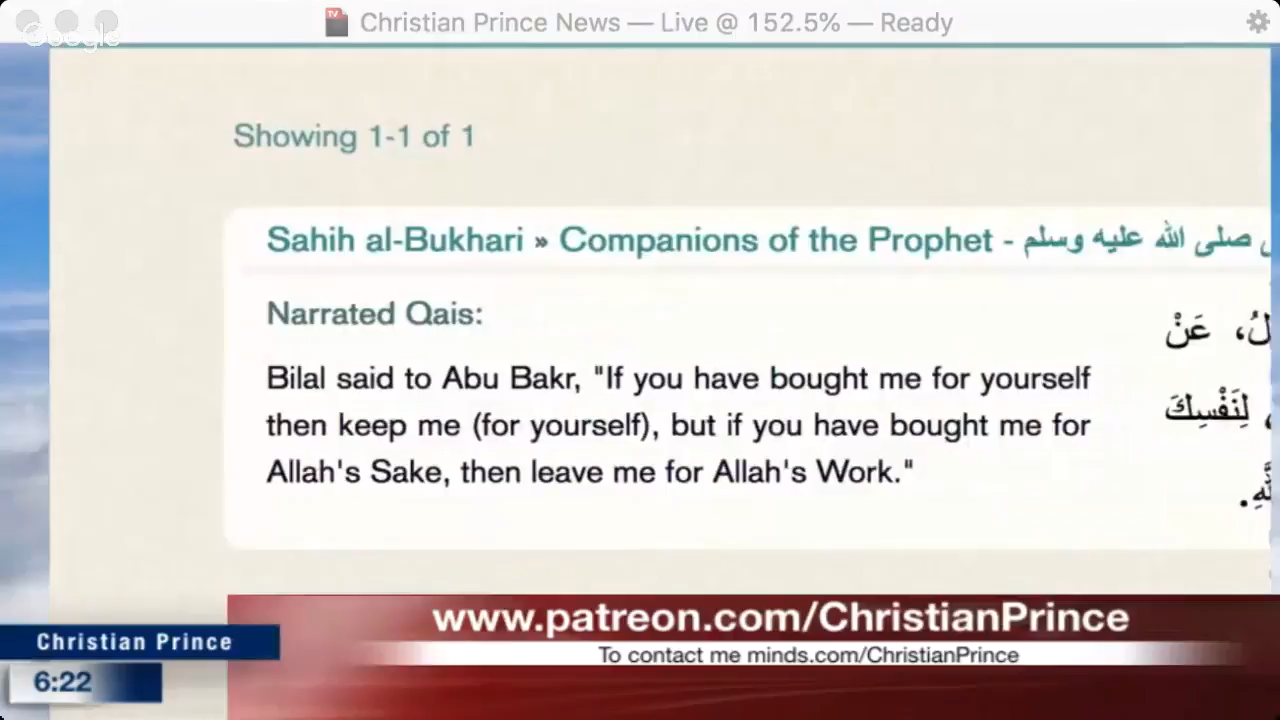 Christian Prince News — Live @ 152.5% — Ready
Google
Showing 1-1 of 1
Sahih al-Bukhari » Companions of the Prophet - صلى الله عليه وسلم
Narrated Qais:
عَنْ
Bilal said to Abu Bakr, "If you have bought me for yourself
then keep me (for yourself), but if you have bought me for
لِنَفْسِكَ
Allah's Sake, then leave me for Allah's Work."
www.patreon.com/ChristianPrince
Christian Prince
To contact me minds.com/ChristianPrince
6:22